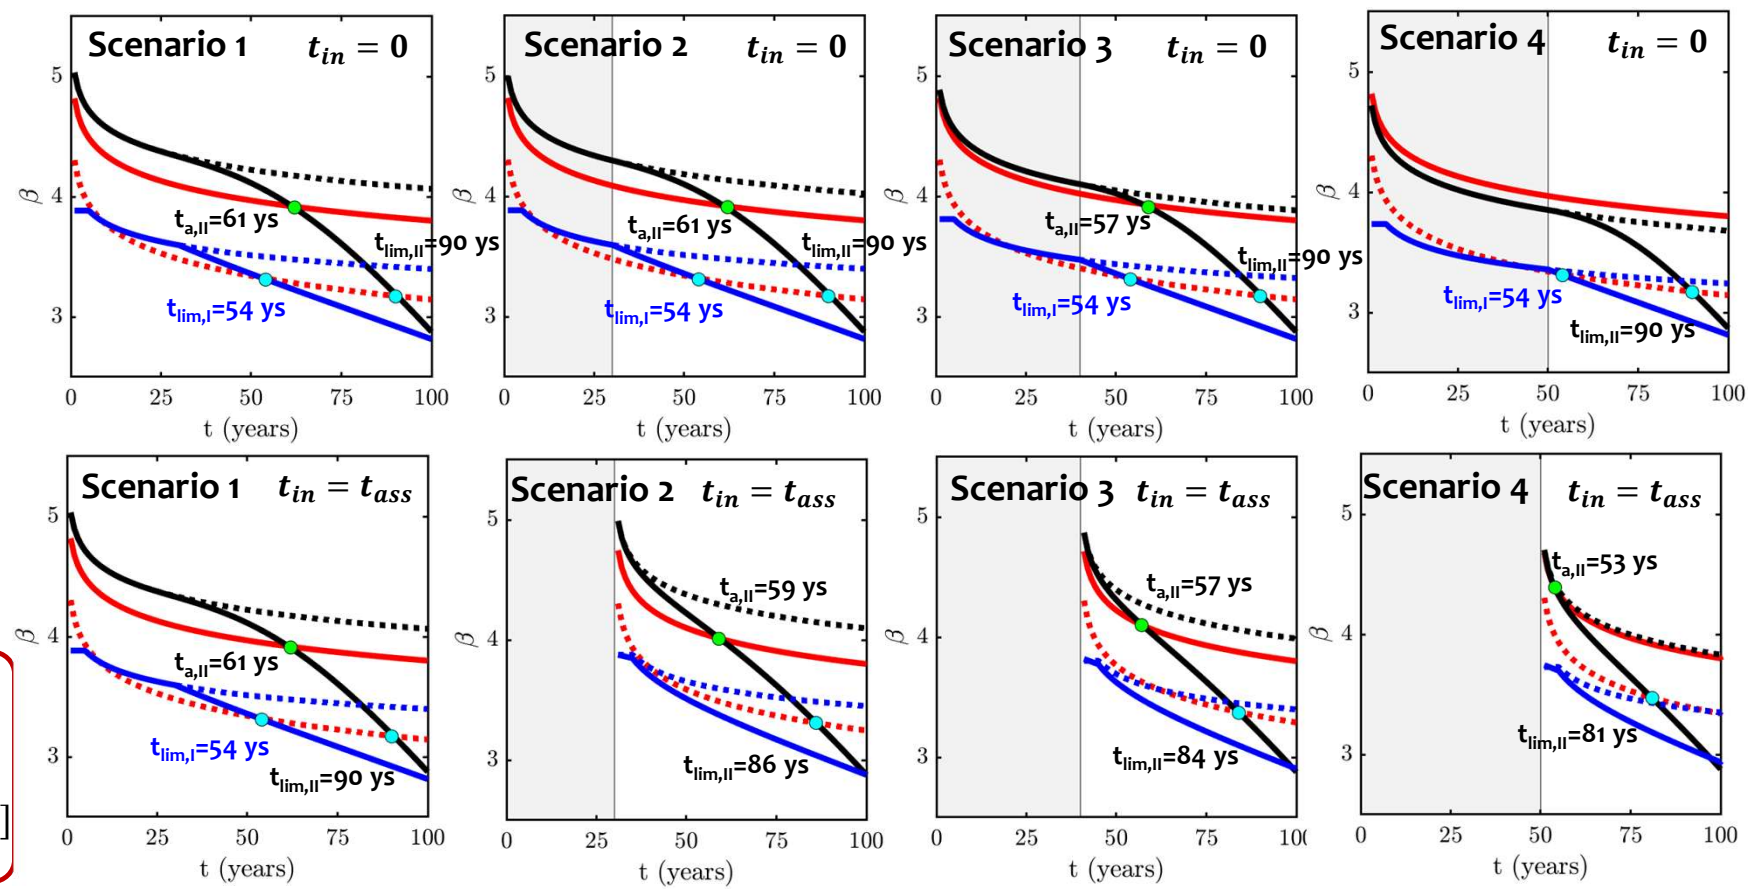 Scenario 1 t_in = 0
5
4
3
β
t_a,II=61 ys
t_lim,II=90 ys
t_lim,I=54 ys
0 25 50 75 100
t (years)
Scenario 2 t_in = 0
5
4
3
t_a,II=61 ys
t_lim,II=90 ys
t_lim,I=54 ys
0 25 50 75 100
t (years)
β
Scenario 3 t_in = 0
5
4
3
β
t_a,II=57 ys
t_lim,II=90 ys
t_lim,I=54 ys
0 25 50 75 100
t (years)
Scenario 4 t_in = 0
5
4
3
β
t_lim,I=54 ys
t_lim,II=90 ys
0 25 50 75 100
t (years)
Scenario 1 t_in = t_ass
5
4
3
β
t_a,II=61 ys
t_lim,I=54 ys
t_lim,II=90 ys
0 25 50 75 100
t (years)
]
Scenario 2 t_in = t_ass
5
4
3
β
t_a,II=59 ys
t_lim,II=86 ys
0 25 50 75 100
t (years)
Scenario 3 t_in = t_ass
5
4
3
β
t_a,II=57 ys
t_lim,II=84 ys
0 25 50 75 100
t (years)
Scenario 4 t_in = t_ass
5
4
3
β
t_a,II=53 ys
t_lim,II=81 ys
0 25 50 75 100
t (years)